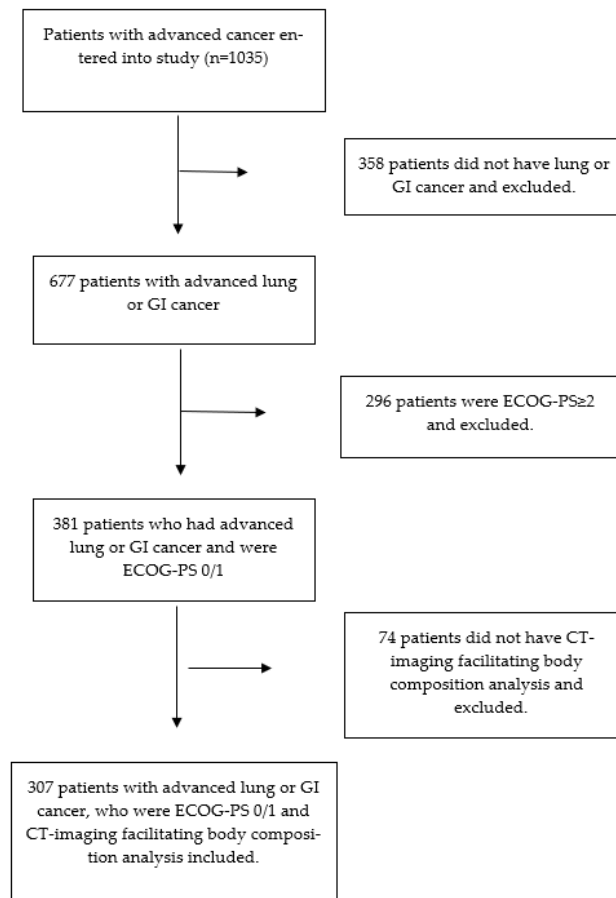 Patients with advanced cancer en-
tered into study (n=1035)
358 patients did not have lung or
GI cancer and excluded.
677 patients with advanced lung
or GI cancer
296 patients were ECOG-PS≥2
and excluded.
381 patients who had advanced
lung or GI cancer and were
ECOG-PS 0/1
74 patients did not have CT-
imaging facilitating body
composition analysis and
excluded.
307 patients with advanced lung or GI
cancer, who were ECOG-PS 0/1 and
CT-imaging facilitating body composi-
tion analysis included.